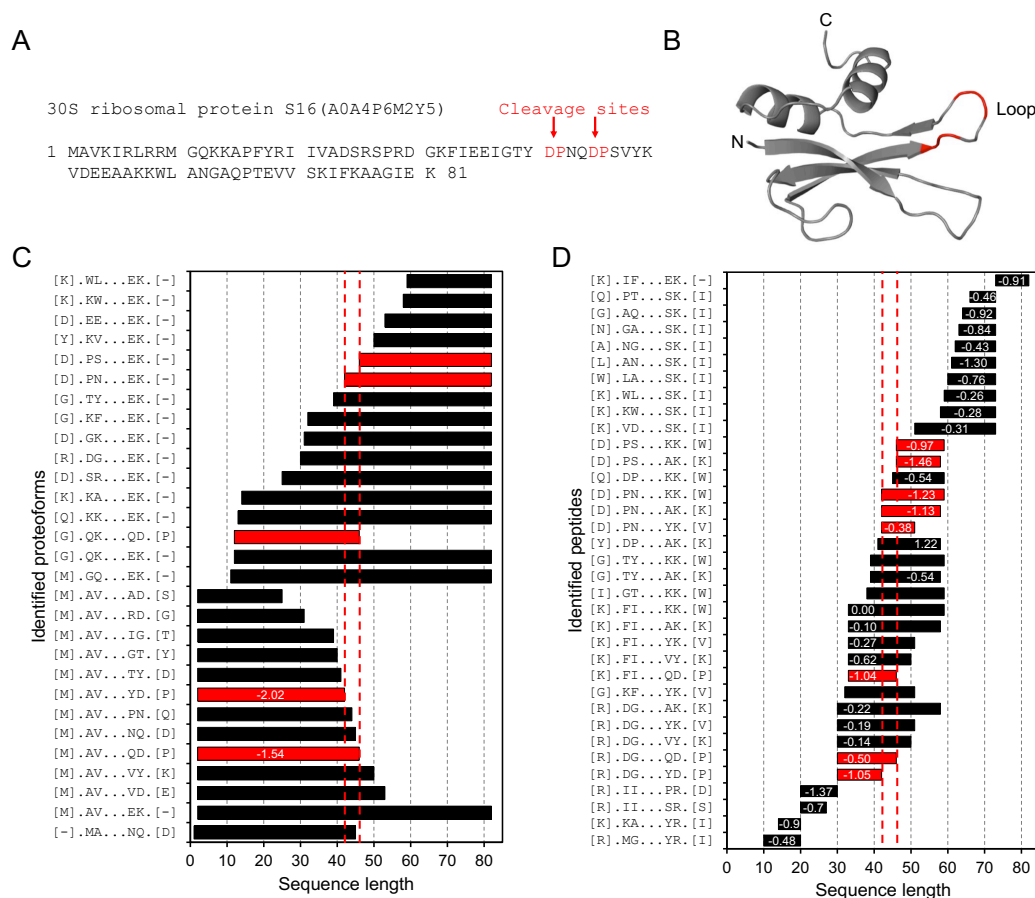 A
30S ribosomal protein S16(A0A4P6M2Y5)
Cleavage sites
1 MAVKIRLRRM GQKKAPFYRI IVADSRSPRD GKFIEEIGTY DPNQDPSVYK
VDEEAAKKWL ANGAQPTEVV SKIFKAAGIE K 81
B
C
N
Loop
C
Identified proteoforms
[K].WL...EK.[-]
[K].KW...EK.[-]
[D].EE...EK.[-]
[Y].KV...EK.[-]
[D].PS...EK.[-]
[D].PN...EK.[-]
[G].TY...EK.[-]
[G].KF...EK.[-]
[D].GK...EK.[-]
[R].DG...EK.[-]
[D].SR...EK.[-]
[K].KA...EK.[-]
[Q].KK...EK.[-]
[G].QK...QD.[P]
[G].QK...EK.[-]
[M].GQ...EK.[-]
[M].AV...AD.[S]
[M].AV...RD.[G]
[M].AV...IG.[T]
[M].AV...GT.[Y]
[M].AV...TY.[D]
[M].AV...YD.[P] -2.02
[M].AV...PN.[Q]
[M].AV...NQ.[D]
[M].AV...QD.[P] -1.54
[M].AV...VY.[K]
[M].AV...VD.[E]
[M].AV...EK.[-]
[-].MA...NQ.[D]
0 10 20 30 40 50 60 70 80
Sequence length
D
Identified peptides
[K].IF...EK.[-] -0.91
[Q].PT...SK.[I] -0.46
[G].AQ...SK.[I] -0.92
[N].GA...SK.[I] -0.84
[A].NG...SK.[I] -0.43
[L].AN...SK.[I] -1.30
[W].LA...SK.[I] -0.76
[K].WL...SK.[I] -0.26
[K].KW...SK.[I] -0.28
[K].VD...SK.[I] -0.31
[D].PS...KK.[W] -0.97
[D].PS...AK.[K] -1.46
[Q].DP...KK.[W] -0.54
[D].PN...KK.[W] -1.23
[D].PN...AK.[K] -1.13
[D].PN...YK.[V] -0.38
[Y].DP...AK.[K] 1.22
[G].TY...KK.[W]
[G].TY...AK.[K] -0.54
[I].GT...KK.[W]
[K].FI...KK.[W] 0.00
[K].FI...AK.[K] -0.10
[K].FI...YK.[V] -0.27
[K].FI...VY.[K] -0.62
[K].FI...QD.[P] -1.04
[G].KF...YK.[V]
[R].DG...AK.[K] -0.22
[R].DG...YK.[V] -0.19
[R].DG...VY.[K] -0.14
[R].DG...QD.[P] -0.50
[R].DG...YD.[P] -1.05
[R].II...PR.[D] -1.37
[R].II...SR.[S] -0.7
[K].KA...YR.[I] -0.9
[R].MG...YR.[I] -0.48
0 10 20 30 40 50 60 70 80
Sequence length